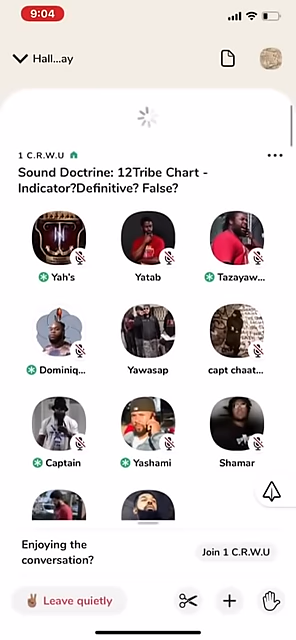 9:04
Hall...ay
1 C.R.W.U
Sound Doctrine: 12Tribe Chart -
Indicator?Definitive? False?
Yah's
Yatab
Tazayaw...
Dominiq...
Yawasap
capt chaat...
Captain
Yashami
Shamar
Enjoying the
conversation?
Join 1 C.R.W.U
Leave quietly